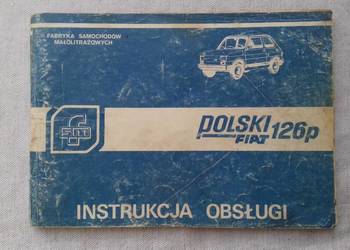 FABRYKA SAMOCHODÓW
MAŁOLITRAŻOWYCH
POLSKI
FIAT 126p
INSTRUKCJA OBSŁUGI